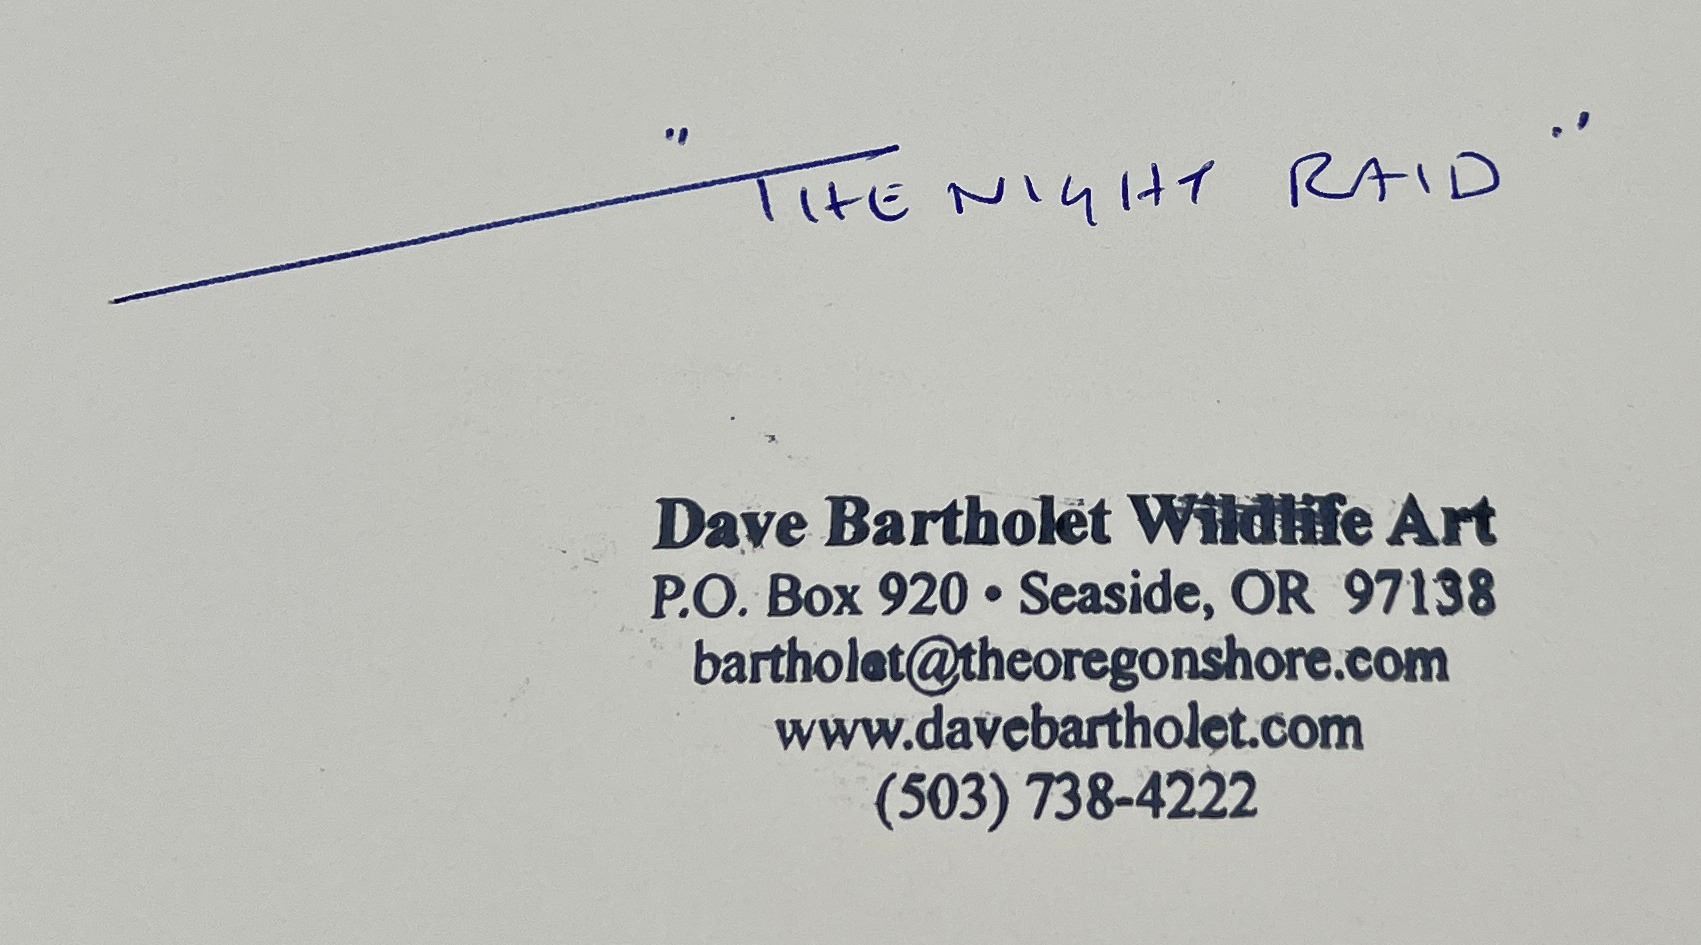 "THE NIGHT RAID"
Dave Bartholet Wildlife Art
P.O. Box 920 • Seaside, OR 97138
bartholet@theoregonshore.com
www.davebartholet.com
(503) 738-4222